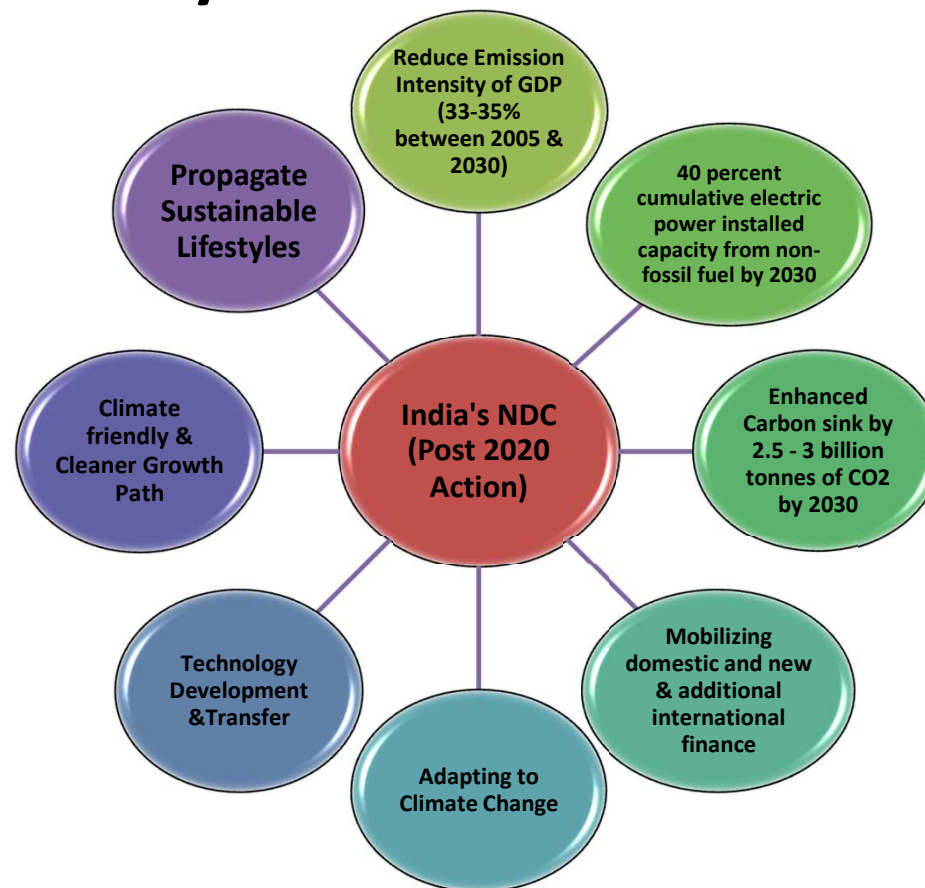 Reduce Emission
Intensity of GDP
(33-35%
between 2005 &
2030)
40 percent
cumulative electric
power installed
capacity from non-
fossil fuel by 2030
Enhanced
Carbon sink by
2.5 - 3 billion
tonnes of CO2
by 2030
Mobilizing
domestic and new
& additional
international
finance
Adapting to
Climate Change
Technology
Development
&Transfer
Climate
friendly &
Cleaner Growth
Path
Propagate
Sustainable
Lifestyles
India's NDC
(Post 2020
Action)